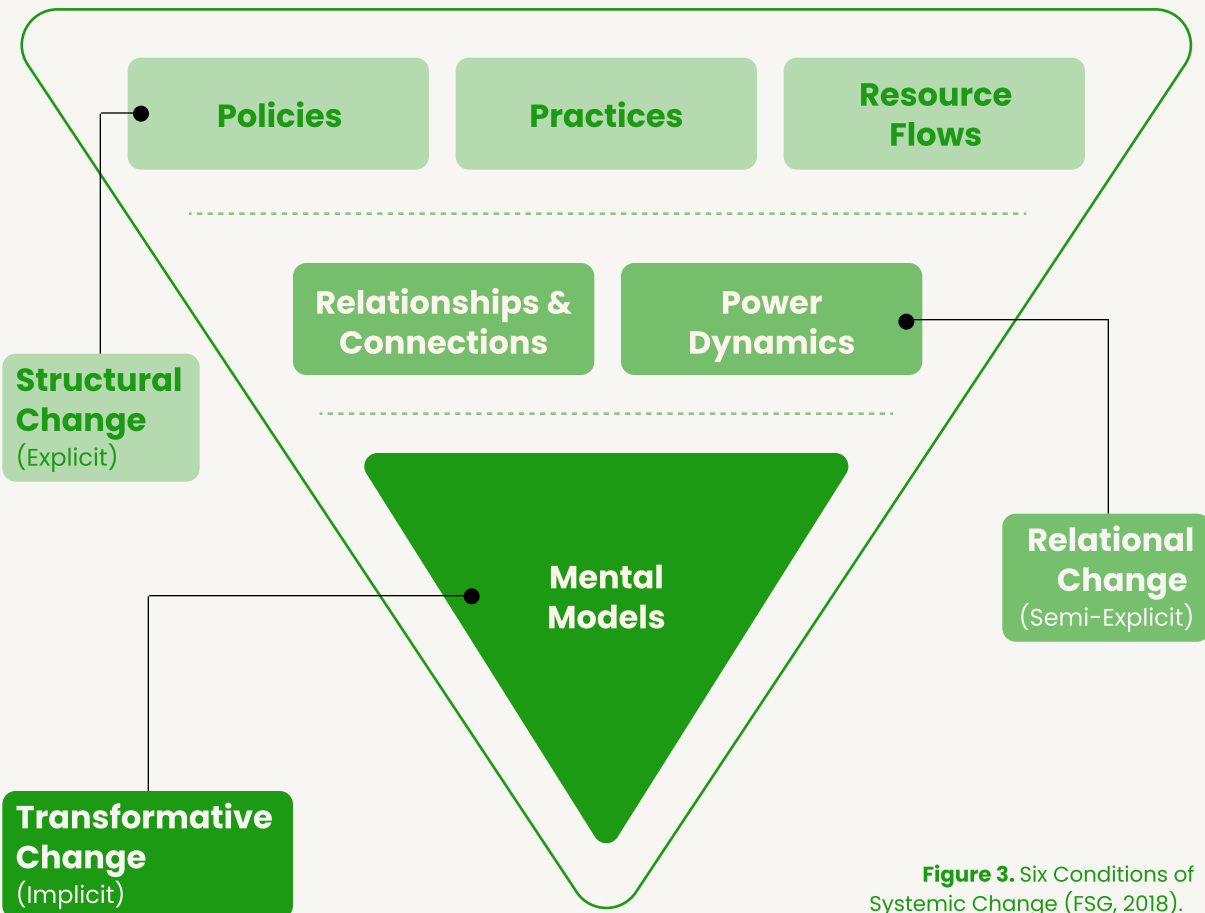 Policies
Practices
Resource
Flows
Relationships &
Connections
Power
Dynamics
Structural
Change
(Explicit)
Mental
Models
Relational
Change
(Semi-Explicit)
Transformative
Change
(Implicit)
Figure 3. Six Conditions of
Systemic Change (FSG, 2018).